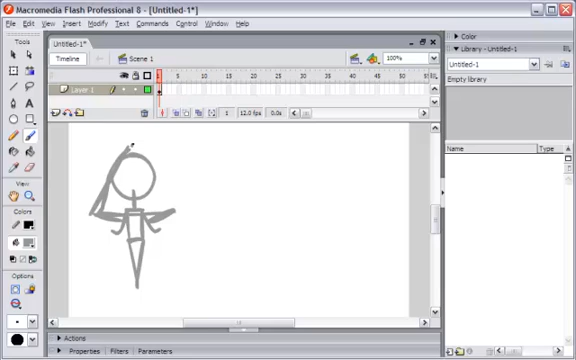 Macromedia Flash Professional 8 - [Untitled-1*]
File Edit View Insert Modify Text Commands Control Window Help
Tools
View
Colors
Options
Untitled-1*
Timeline
Scene 1
100%
1 5 10 15 20 25 30 35 40 45 50 55
Layer 1
1 12.0 fps 0.0s
Actions
Properties Filters Parameters
Color
Library - Untitled-1
Untitled-1
Empty library
Name Type